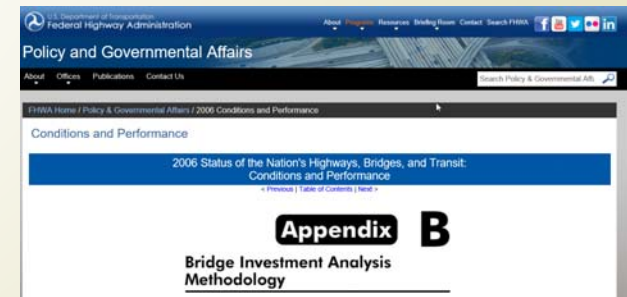 U.S. Department of Transportation
Federal Highway Administration
About Programs Resources Briefing Room Contact Search FHWA
Policy and Governmental Affairs
About Offices Publications Contact Us
Search Policy & Governmental Affa
FHWA Home / Policy & Governmental Affairs / 2006 Conditions and Performance
Conditions and Performance
2006 Status of the Nation's Highways, Bridges, and Transit:
Conditions and Performance
< Previous | Table of Contents | Next >
Appendix B
Bridge Investment Analysis
Methodology